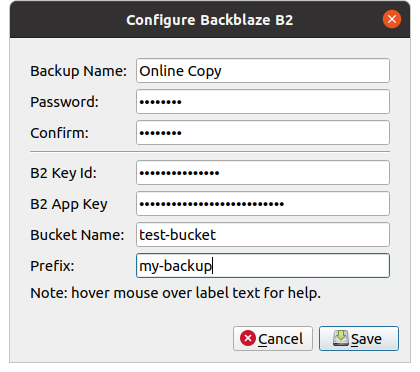 Configure Backblaze B2
Backup Name: Online Copy
Password: ••••••••
Confirm: ••••••••
B2 Key Id: •••••••••••••••
B2 App Key •••••••••••••••••••••••••••
Bucket Name: test-bucket
Prefix: my-backup
Note: hover mouse over label text for help.
Cancel Save